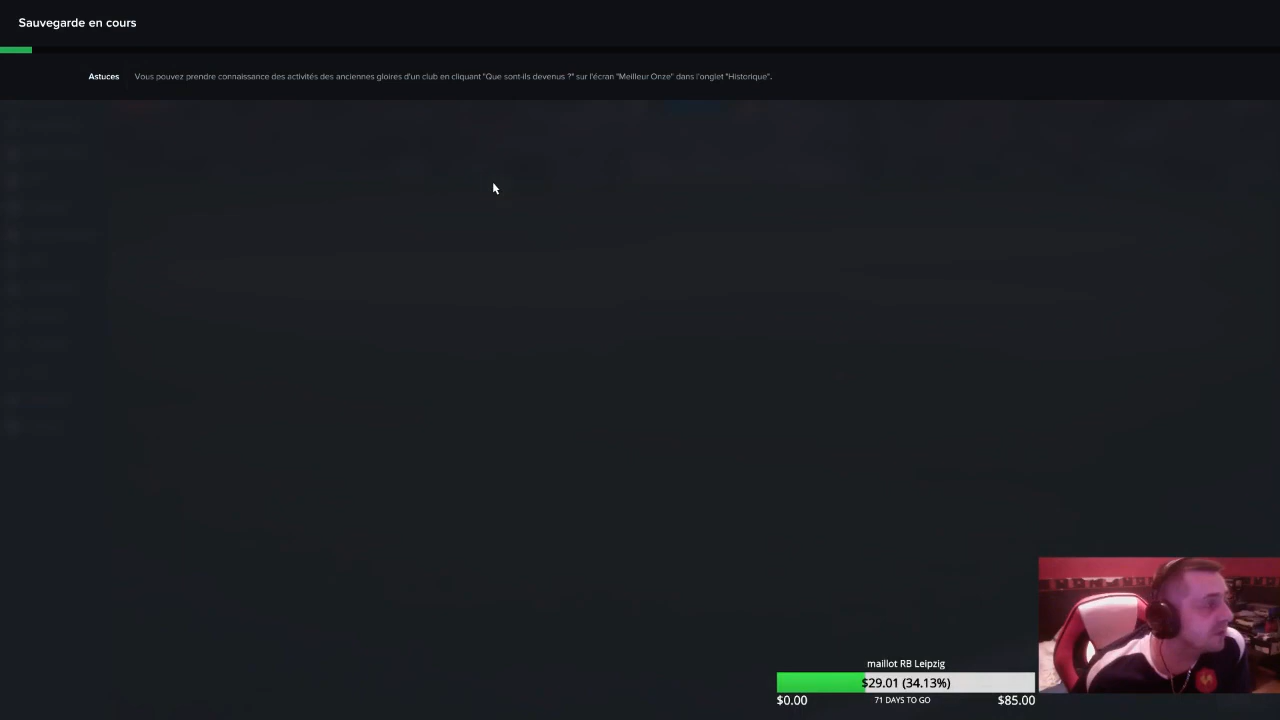 Sauvegarde en cours
Astuces Vous pouvez prendre connaissance des activités des anciennes gloires d'un club en cliquant "Que sont-ils devenus ?" sur l'écran "Meilleur Onze" dans l'onglet "Historique".
maillot RB Leipzig
$29.01 (34.13%)
$0.00 71 DAYS TO GO $85.00